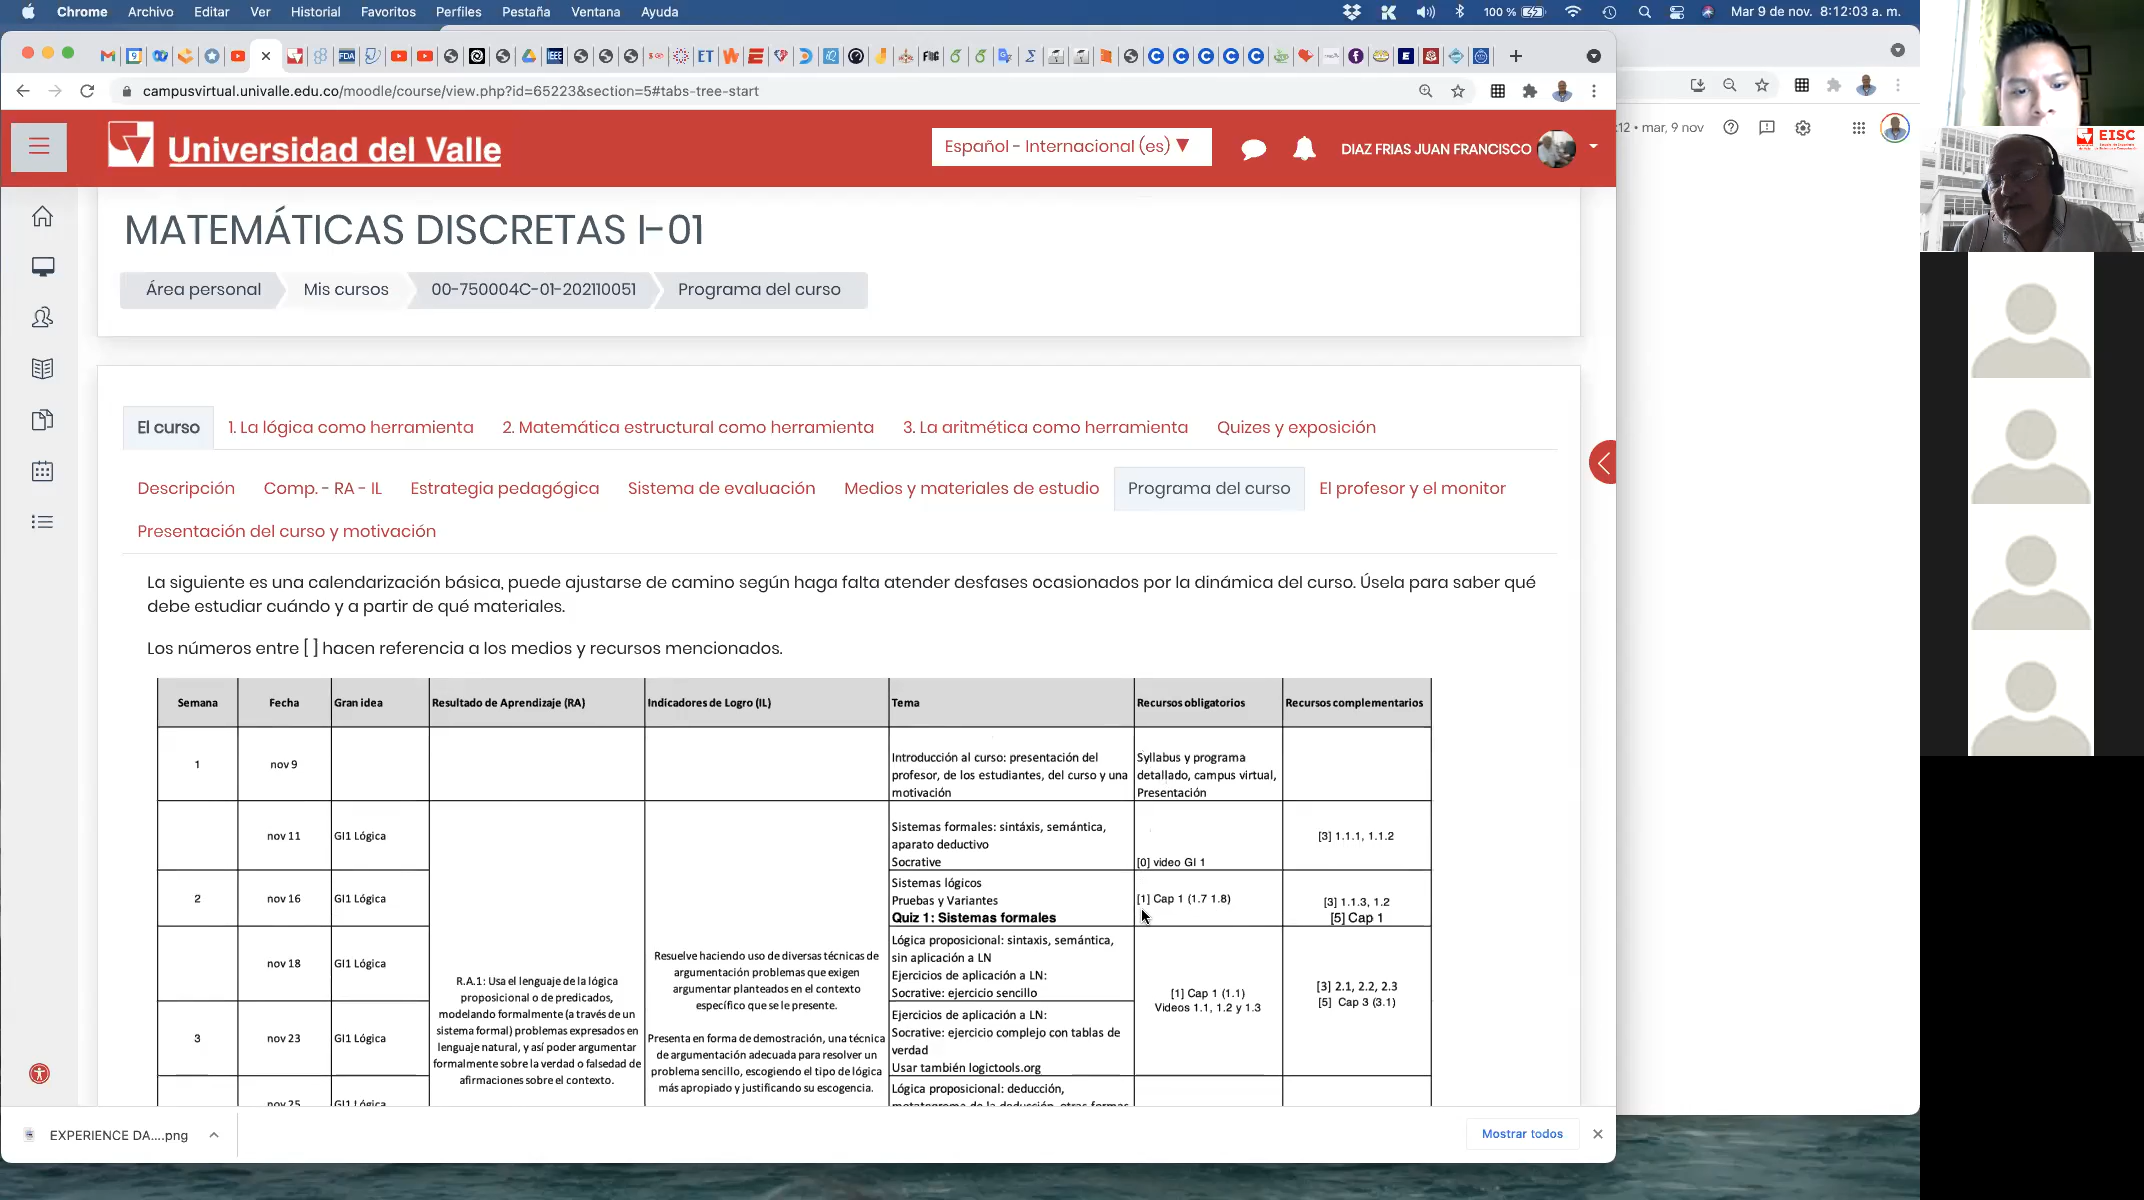 Chrome Archivo Editar Ver Historial Favoritos Perfiles Pestaña Ventana Ayuda
100 % Mar 9 de nov. 8:12:03 a. m.
campusvirtual.univalle.edu.co/moodle/course/view.php?id=65223&section=5#tabs-tree-start
:12 • mar, 9 nov
EISC
Universidad del Valle
Español - Internacional (es) ▼
DIAZ FRIAS JUAN FRANCISCO
MATEMÁTICAS DISCRETAS I-01
Área personal Mis cursos 00-750004C-01-202110051 Programa del curso
El curso 1. La lógica como herramienta 2. Matemática estructural como herramienta 3. La aritmética como herramienta Quizes y exposición
Descripción Comp. - RA - IL Estrategia pedagógica Sistema de evaluación Medios y materiales de estudio Programa del curso El profesor y el monitor
Presentación del curso y motivación
La siguiente es una calendarización básica, puede ajustarse de camino según haga falta atender desfases ocasionados por la dinámica del curso. Úsela para saber qué
debe estudiar cuándo y a partir de qué materiales.
Los números entre [ ] hacen referencia a los medios y recursos mencionados.
Semana Fecha Gran idea Resultado de Aprendizaje (RA) Indicadores de Logro (IL) Tema Recursos obligatorios Recursos complementarios
1 nov 9
Introducción al curso: presentación del
profesor, de los estudiantes, del curso y una
motivación
Syllabus y programa
detallado, campus virtual,
Presentación
nov 11 GI1 Lógica
Sistemas formales: sintáxis, semántica,
aparato deductivo
Socrative
[0] video GI 1
[3] 1.1.1, 1.1.2
2 nov 16 GI1 Lógica
Sistemas lógicos
Pruebas y Variantes
Quiz 1: Sistemas formales
[1] Cap 1 (1.7 1.8)
[3] 1.1.3, 1.2
[5] Cap 1
nov 18 GI1 Lógica
Lógica proposicional: sintaxis, semántica,
sin aplicación a LN
Ejercicios de aplicación a LN:
Socrative: ejercicio sencillo
3 nov 23 GI1 Lógica
Ejercicios de aplicación a LN:
Socrative: ejercicio complejo con tablas de
verdad
Usar también logictools.org
[1] Cap 1 (1.1)
Videos 1.1, 1.2 y 1.3
[3] 2.1, 2.2, 2.3
[5] Cap 3 (3.1)
R.A.1: Usa el lenguaje de la lógica
proposicional o de predicados,
modelando formalmente (a través de un
sistema formal) problemas expresados en
lenguaje natural, y así poder argumentar
formalmente sobre la verdad o falsedad de
afirmaciones sobre el contexto.
Resuelve haciendo uso de diversas técnicas de
argumentación problemas que exigen
argumentar planteados en el contexto
específico que se le presente.
Presenta en forma de demostración, una técnica
de argumentación adecuada para resolver un
problema sencillo, escogiendo el tipo de lógica
más apropiado y justificando su escogencia.
nov 25 GI1 Lógica
Lógica proposicional: deducción,
metateorema de la deducción, otras formas
EXPERIENCE DA....png
Mostrar todos